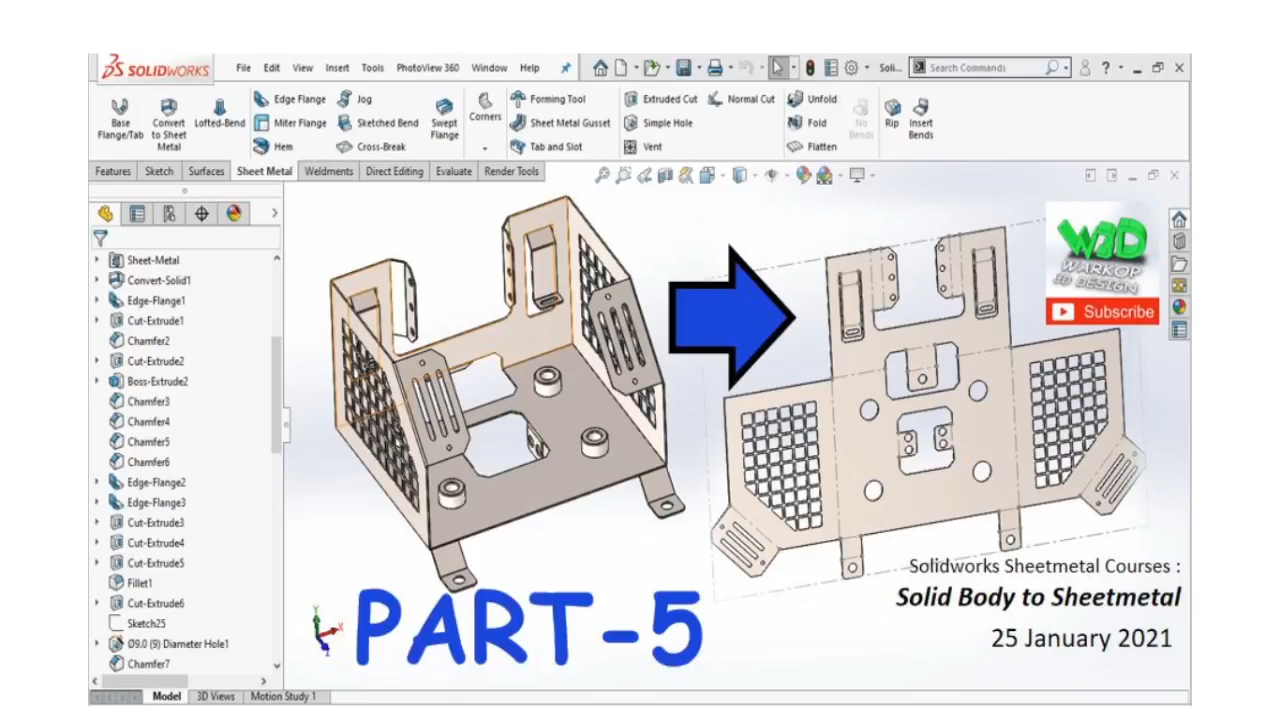 SOLIDWORKS
File Edit View Insert Tools PhotoView 360 Window Help Soli... Search Commands
Base Flange/Tab
Convert to Sheet Metal
Lofted-Bend
Edge Flange
Miter Flange
Hem
Jog
Sketched Bend
Cross-Break
Swept Flange
Corners
Forming Tool
Sheet Metal Gusset
Tab and Slot
Extruded Cut
Simple Hole
Vent
Normal Cut
Unfold
Fold
Flatten
No Bends
Rip
Insert Bends
Features Sketch Surfaces Sheet Metal Weldments Direct Editing Evaluate Render Tools
Sheet-Metal
Convert-Solid1
Edge-Flange1
Cut-Extrude1
Chamfer2
Cut-Extrude2
Boss-Extrude2
Chamfer3
Chamfer4
Chamfer5
Chamfer6
Edge-Flange2
Edge-Flange3
Cut-Extrude3
Cut-Extrude4
Cut-Extrude5
Fillet1
Cut-Extrude6
Sketch25
Ø9.0 (9) Diameter Hole1
Chamfer7
W3D
WARKOP
3D DESIGN
Subscribe
Solidworks Sheetmetal Courses :
Solid Body to Sheetmetal
25 January 2021
PART-5
Y
X
Z
Model 3D Views Motion Study 1